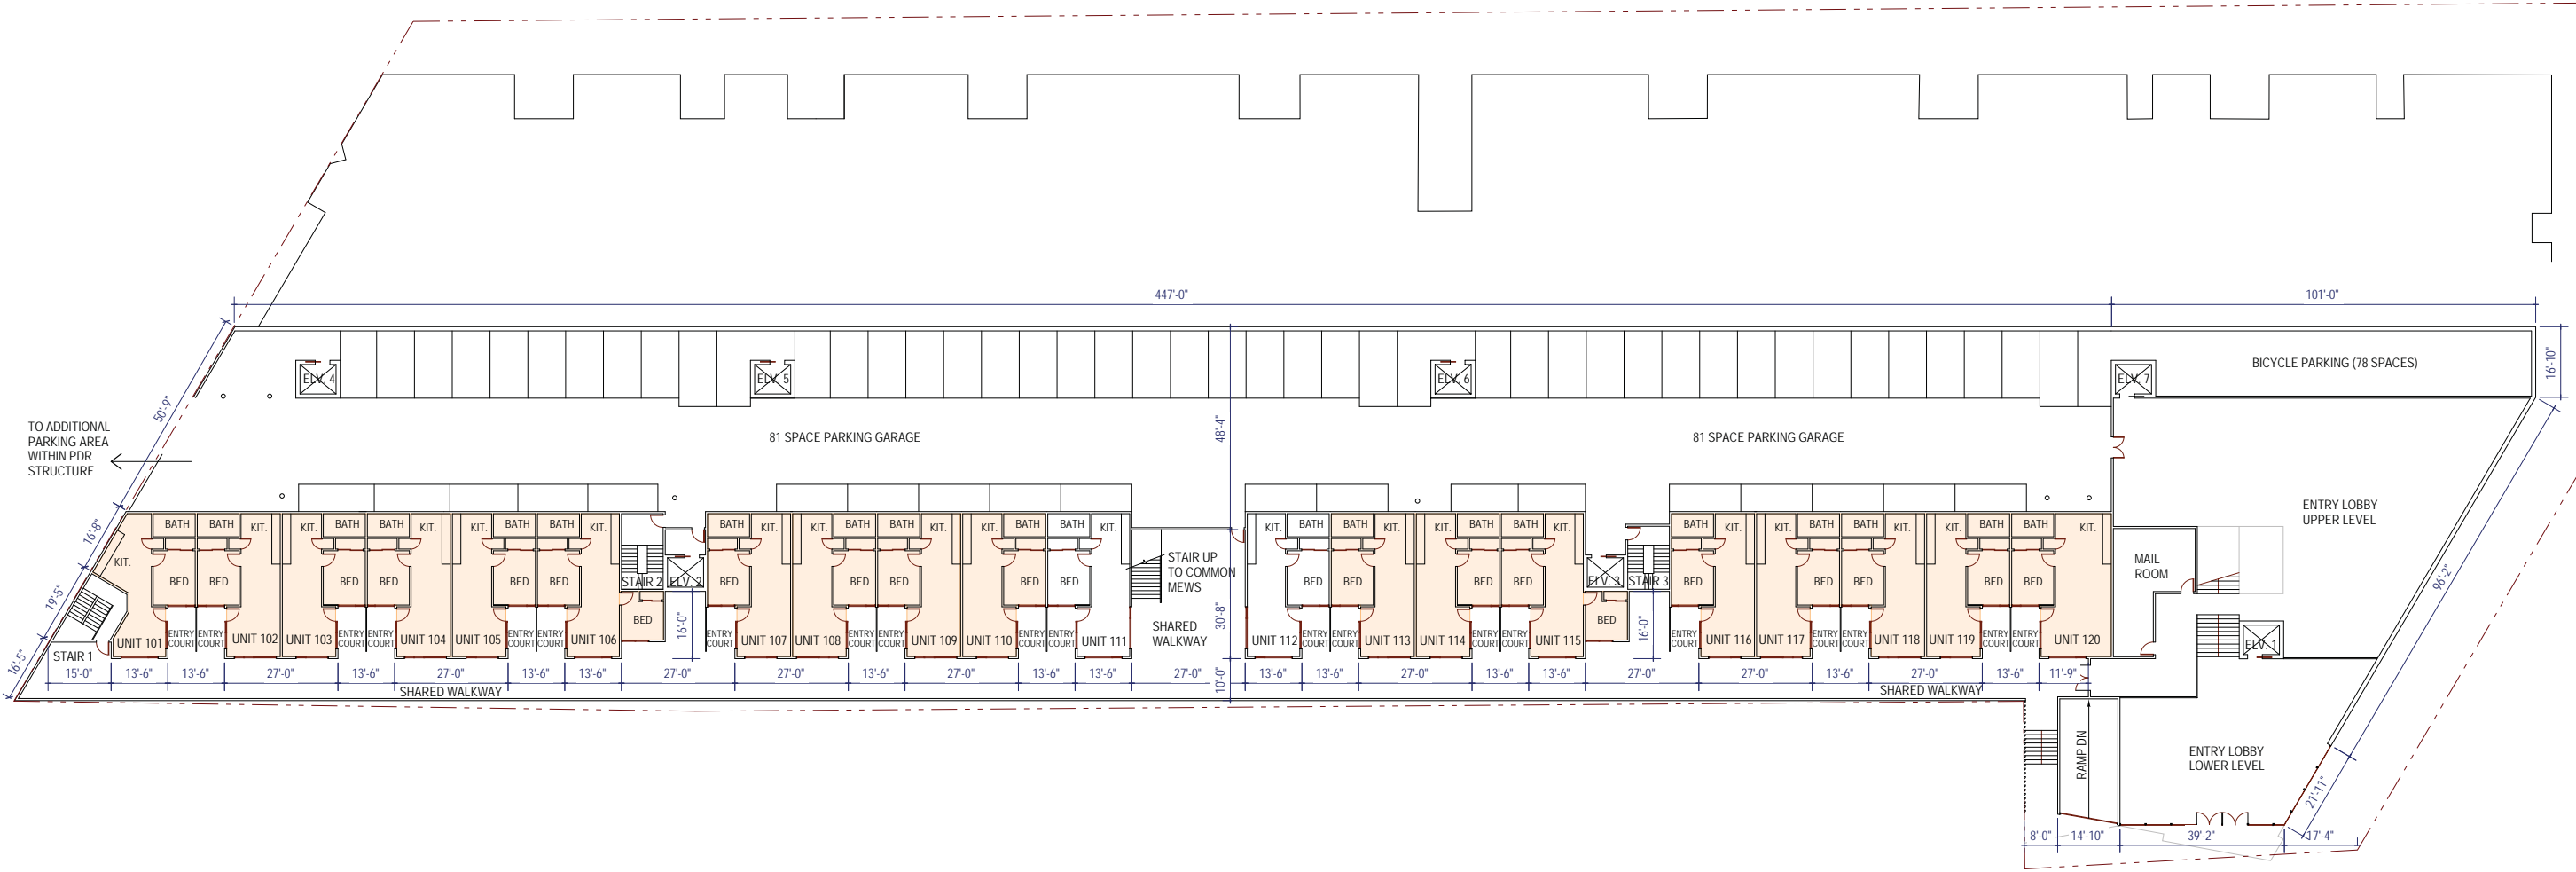 447'-0"
101'-0"
BICYCLE PARKING (78 SPACES)
16'-10"
ELV. 4
ELV. 5
ELV. 6
ELV. 7
50'-9"
TO ADDITIONAL
PARKING AREA
WITHIN PDR
STRUCTURE
81 SPACE PARKING GARAGE
48'-4"
81 SPACE PARKING GARAGE
ENTRY LOBBY
UPPER LEVEL
96'-2"
16'-8"
19'-5"
16'-5"
BATH
BATH
KIT.
KIT.
BATH
BATH
KIT.
KIT.
BATH
BATH
KIT.
BATH
KIT.
KIT.
BATH
BATH
KIT.
KIT.
BATH
BATH
KIT.
KIT.
BATH
BATH
KIT.
KIT.
BATH
BATH
KIT.
BATH
KIT.
KIT.
BATH
BATH
KIT.
KIT.
BATH
BATH
KIT.
KIT.
BED
BED
BED
BED
BED
BED
STAIR 2
ELV. 2
BED
BED
BED
BED
BED
STAIR UP
TO COMMON
MEWS
BED
BED
BED
BED
ELV. 3
STAIR 3
BED
BED
BED
BED
BED
MAIL
ROOM
BED
16'-0"
30'-8"
BED
16'-0"
STAIR 1
UNIT 101
ENTRY
COURT
ENTRY
COURT
UNIT 102
UNIT 103
ENTRY
COURT
ENTRY
COURT
UNIT 104
UNIT 105
ENTRY
COURT
ENTRY
COURT
UNIT 106
ENTRY
COURT
UNIT 107
UNIT 108
ENTRY
COURT
ENTRY
COURT
UNIT 109
UNIT 110
ENTRY
COURT
ENTRY
COURT
UNIT 111
SHARED
WALKWAY
UNIT 112
ENTRY
COURT
ENTRY
COURT
UNIT 113
UNIT 114
ENTRY
COURT
ENTRY
COURT
UNIT 115
ENTRY
COURT
UNIT 116
UNIT 117
ENTRY
COURT
ENTRY
COURT
UNIT 118
UNIT 119
ENTRY
COURT
ENTRY
COURT
UNIT 120
ELV. 1
15'-0"
13'-6"
13'-6"
27'-0"
13'-6"
13'-6"
27'-0"
13'-6"
13'-6"
27'-0"
27'-0"
13'-6"
13'-6"
27'-0"
13'-6"
13'-6"
27'-0"
10'-0"
13'-6"
13'-6"
27'-0"
13'-6"
13'-6"
27'-0"
27'-0"
13'-6"
13'-6"
27'-0"
13'-6"
11'-9"
SHARED WALKWAY
SHARED WALKWAY
RAMP DN
ENTRY LOBBY
LOWER LEVEL
21'-11"
8'-0"
14'-10"
39'-2"
17'-4"